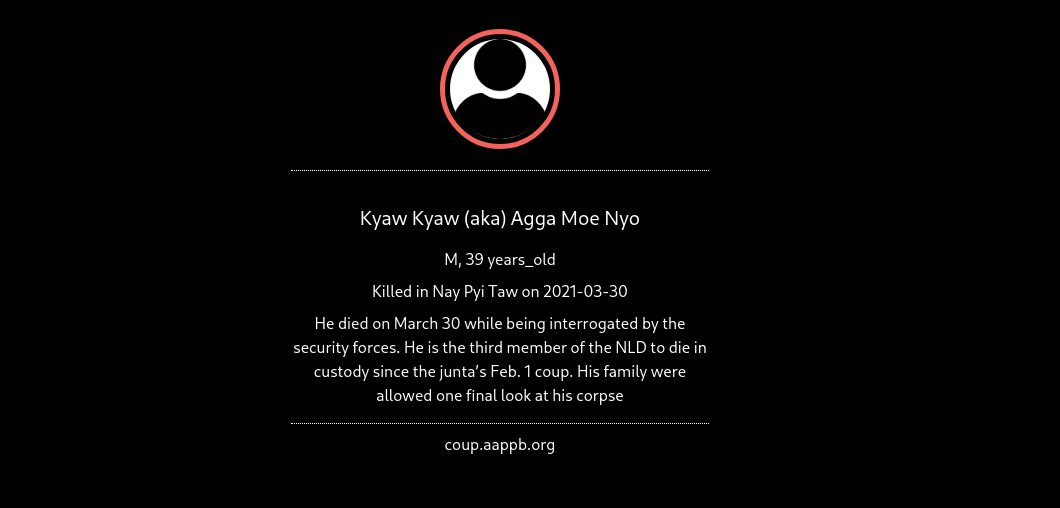 Kyaw Kyaw (aka) Agga Moe Nyo
M, 39 years_old
Killed in Nay Pyi Taw on 2021-03-30
He died on March 30 while being interrogated by the
security forces. He is the third member of the NLD to die in
custody since the junta's Feb. 1 coup. His family were
allowed one final look at his corpse
coup.aappb.org